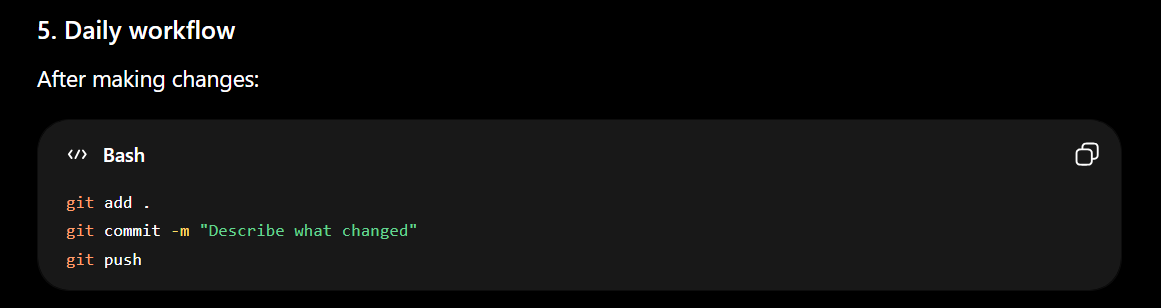 5. Daily workflow
After making changes:
Bash
git add .
git commit -m "Describe what changed"
git push